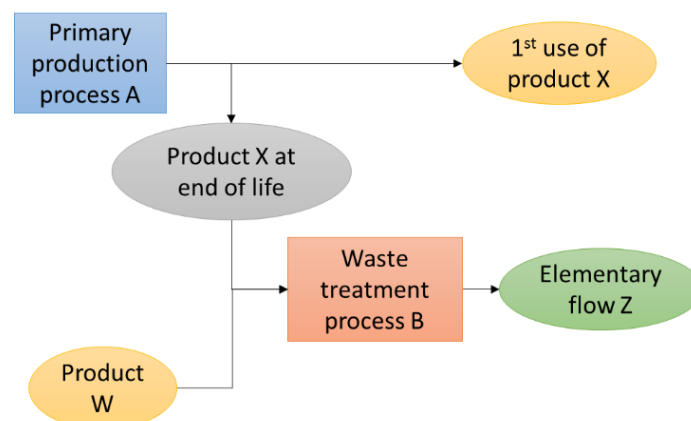 Primary
production
process A
1st use of
product X
Product X at
end of life
Waste
treatment
process B
Elementary
flow Z
Product
W